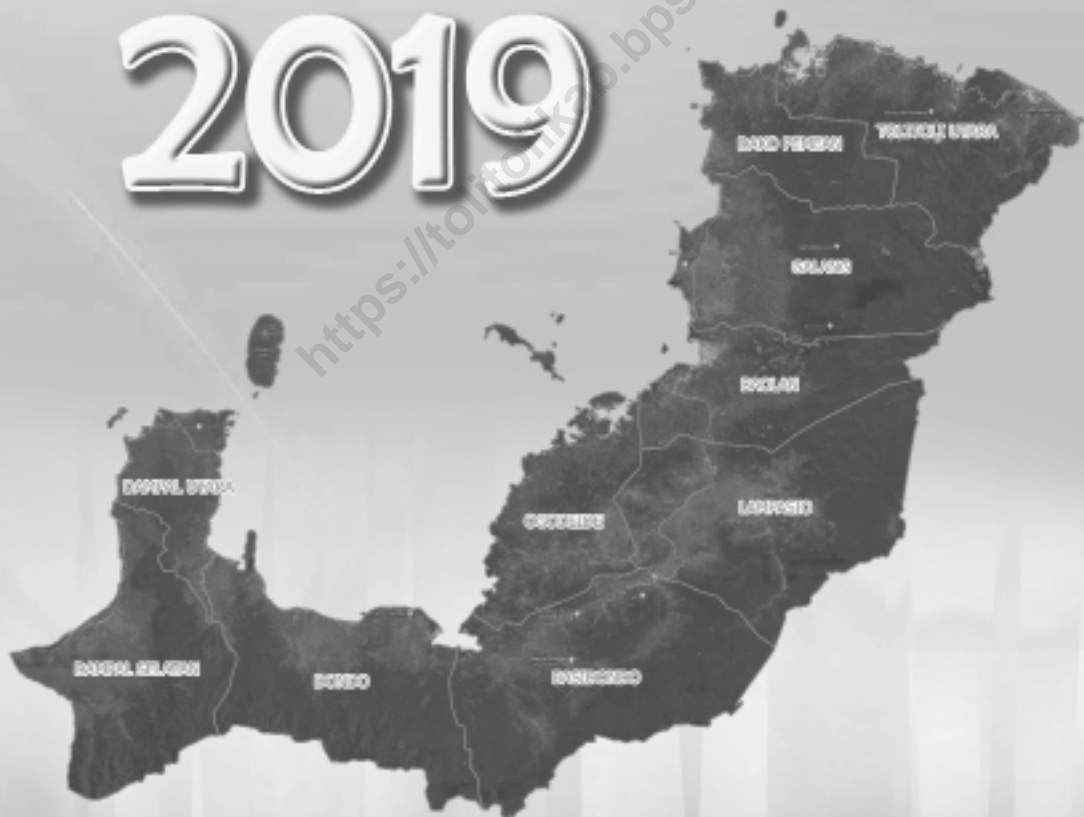 2019
https://tolitolikab.bps
TOLITOLI UTARA
DAKO PEMEAN
GALANG
BAOLAN
DAMPAL UTARA
LAMPASIO
OGODEIDE
DAMPAL SELATAN
DONDO
BASIDONDO